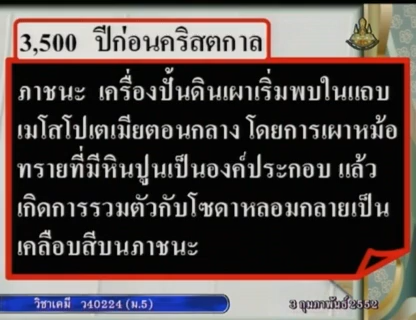 3,500 ปีก่อนคริสตกาล
ภาชนะ เครื่องปั้นดินเผาเริ่มพบในแถบ
เมโสโปเตเมียตอนกลาง โดยการเผาหม้อ
ทรายที่มีหินปูนเป็นองค์ประกอบ แล้ว
เกิดการรวมตัวกับโซดาหลอมกลายเป็น
เคลือบสีบนภาชนะ
วิชาเคมี ว40224 (ม.5)
3 กุมภาพันธ์ 2552